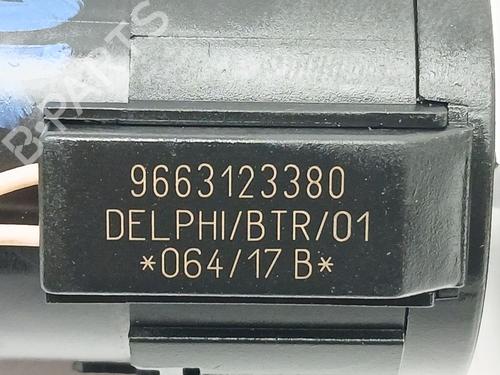 B-PARTS
9663123380
DELPHI/BTR/01
*064/17 B*